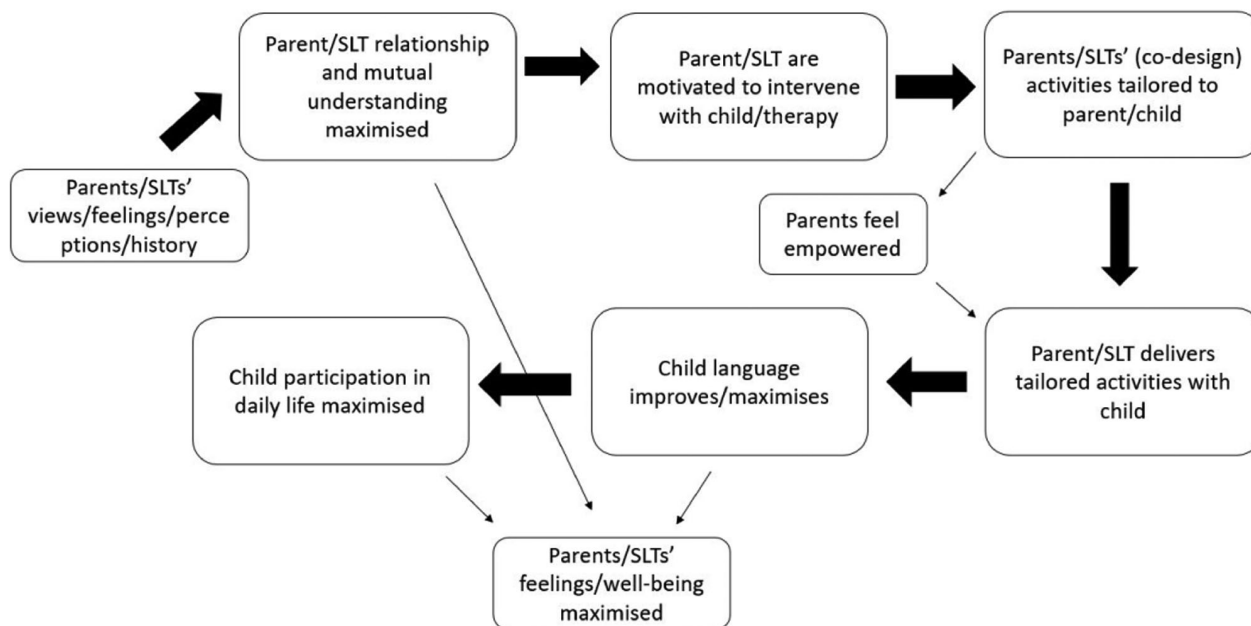 Parent/SLT relationship
and mutual
understanding
maximised
Parent/SLT are
motivated to intervene
with child/therapy
Parents/SLTs’ (co-design)
activities tailored to
parent/child
Parents/SLTs’
views/feelings/perce
ptions/history
Parents feel
empowered
Child participation in
daily life maximised
Child language
improves/maximises
Parent/SLT delivers
tailored activities with
child
Parents/SLTs’
feelings/well-being
maximised